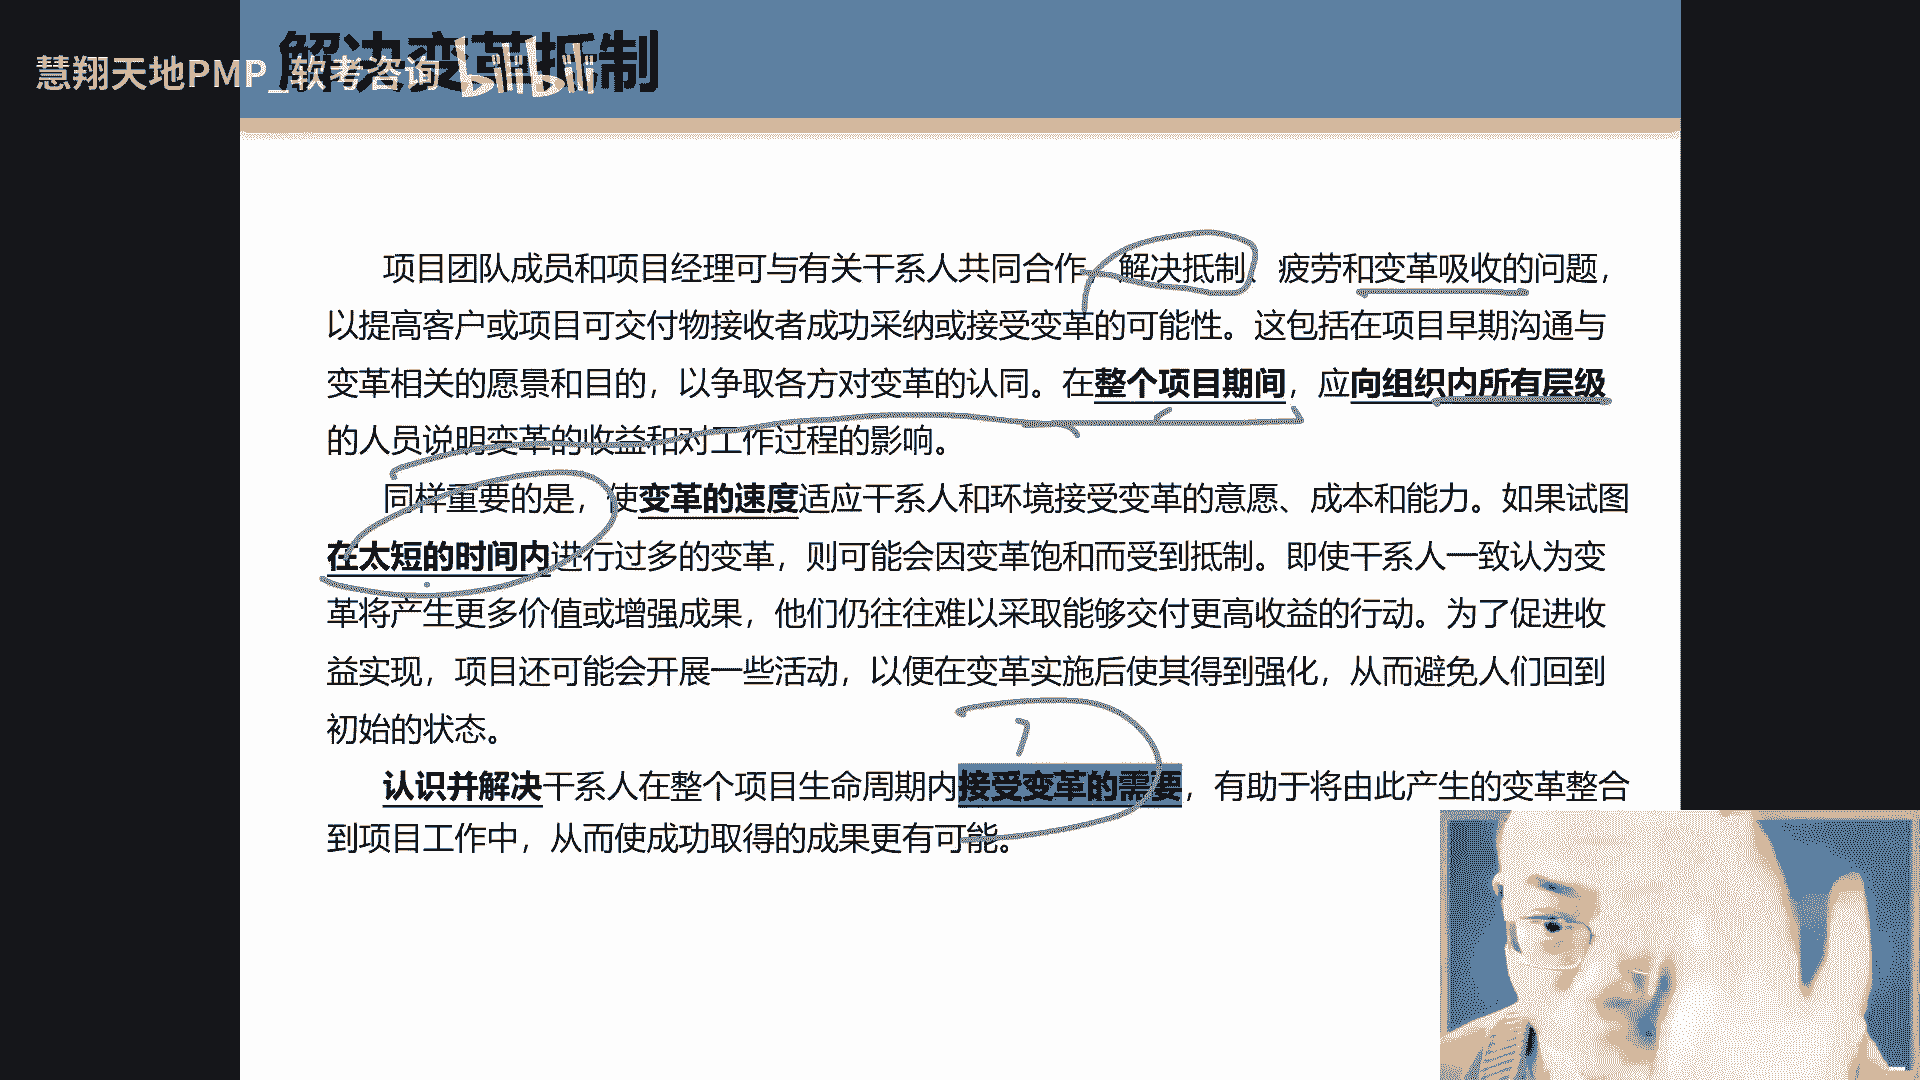 解决变革抵制
慧翔天地PMP_软考咨询 bilibili
项目团队成员和项目经理可与有关干系人共同合作，解决抵制、疲劳和变革吸收的问题，
以提高客户或项目可交付物接收者成功采纳或接受变革的可能性。这包括在项目早期沟通与
变革相关的愿景和目的，以争取各方对变革的认同。在整个项目期间，应向组织内所有层级
的人员说明变革的收益和对工作过程的影响。
同样重要的是，使变革的速度适应干系人和环境接受变革的意愿、成本和能力。如果试图
在太短的时间内进行过多的变革，则可能会因变革饱和而受到抵制。即使干系人一致认为变
革将产生更多价值或增强成果，他们仍往往难以采取能够交付更高收益的行动。为了促进收
益实现，项目还可能会开展一些活动，以便在变革实施后使其得到强化，从而避免人们回到
初始的状态。
认识并解决干系人在整个项目生命周期内接受变革的需要，有助于将由此产生的变革整合
到项目工作中，从而使成功取得的成果更有可能。